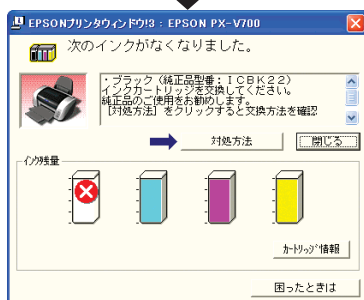 EPSONプリンタウィンドウ!3 : EPSON PX-V700
次のインクがなくなりました。
・ブラック（純正品型番：ＩＣＢＫ２２）
インクカートリッジを交換してください。
純正品のご使用をお勧めします。
［対処方法］をクリックすると交換方法を確認
対処方法
閉じる
インク残量
カートリッジ情報
困ったときは